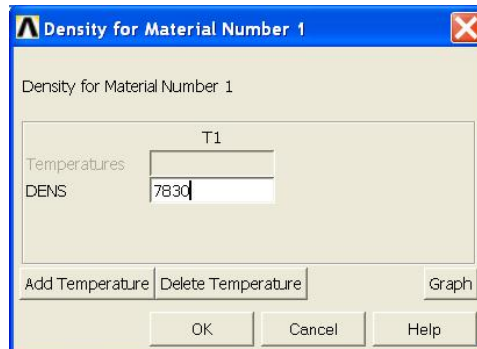 Density for Material Number 1
Density for Material Number 1
T1
Temperatures
DENS 7830
Add Temperature Delete Temperature Graph
OK Cancel Help